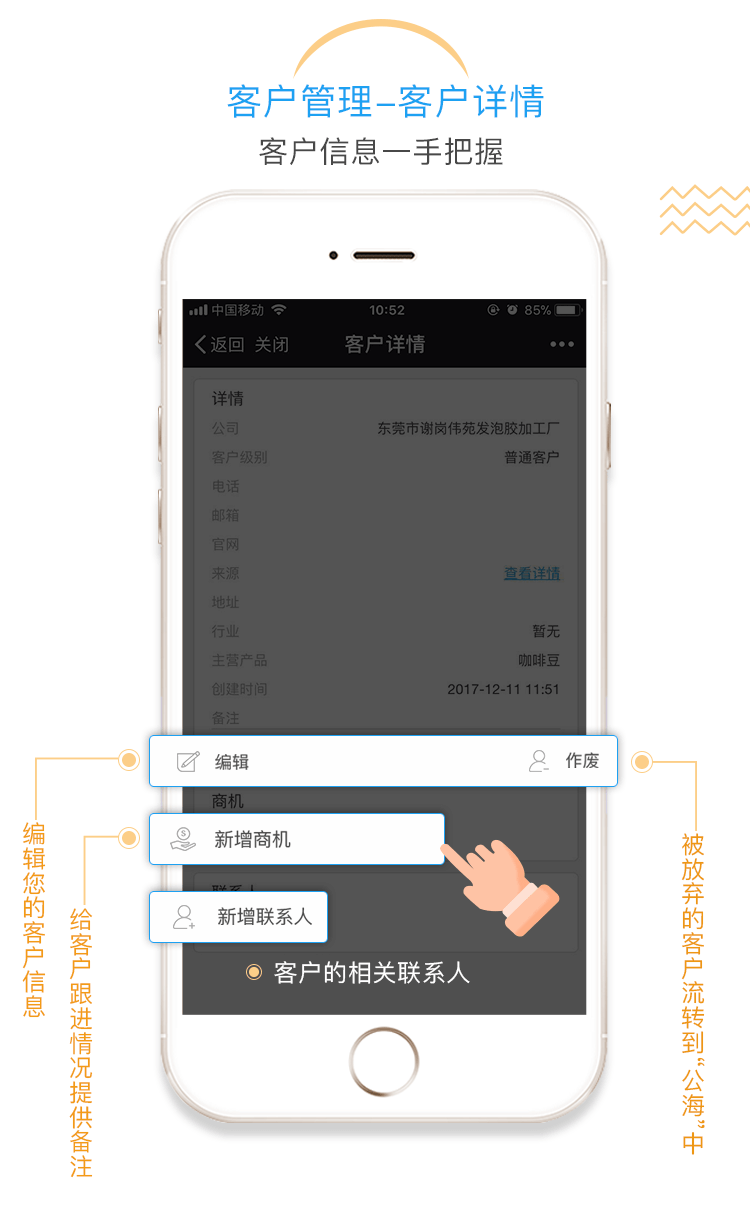 客户管理–客户详情
客户信息一手把握
中国移动 10:52 85%
返回 关闭 客户详情
详情
公司 东莞市谢岗伟苑发泡胶加工厂
客户级别 普通客户
电话
邮箱
官网
来源 查看详情
地址
行业 暂无
主营产品 咖啡豆
创建时间 2017-12-11 11:51
备注
编辑 作废
商机
新增商机
联系人
新增联系人
客户的相关联系人
编辑您的客户信息
给客户跟进情况提供备注
被放弃的客户流转到“公海”中